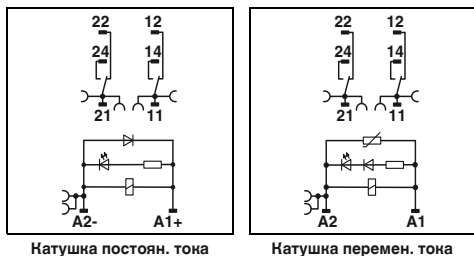 22 12
24 14
21 11
A2- A1+
Катушка постоян. тока
22 12
24 14
21 11
A2 A1
Катушка перемен. тока